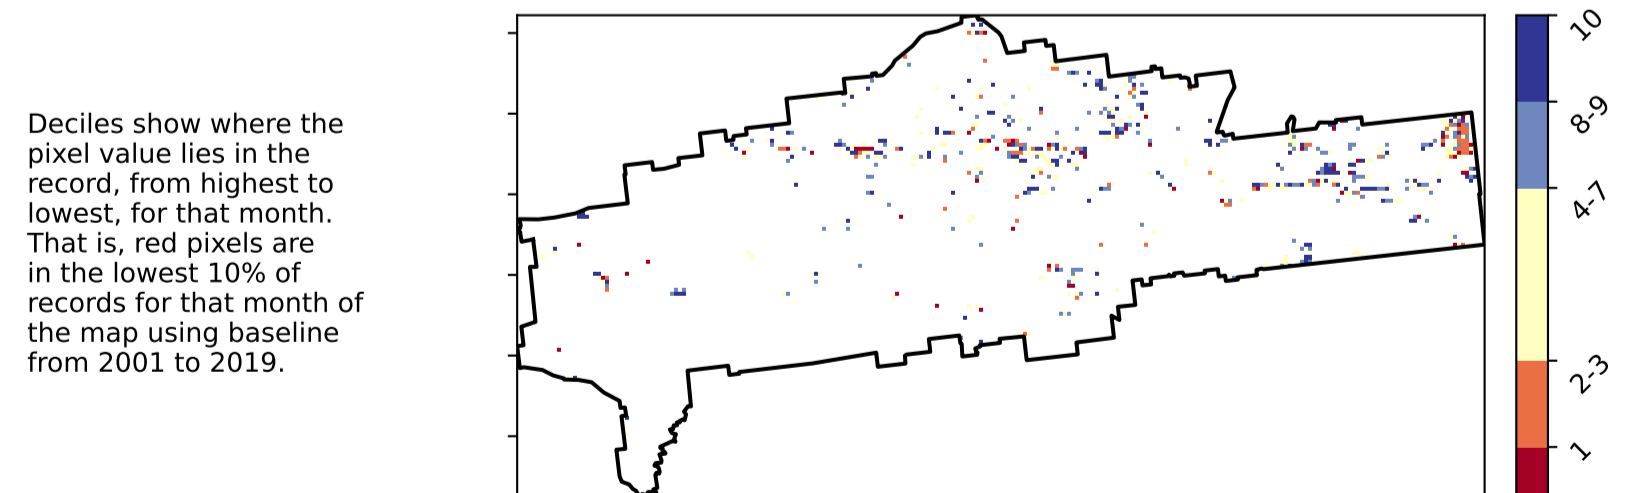 Deciles show where the
pixel value lies in the
record, from highest to
lowest, for that month.
That is, red pixels are
in the lowest 10% of
records for that month of
the map using baseline
from 2001 to 2019.
10
8-9
4-7
2-3
1